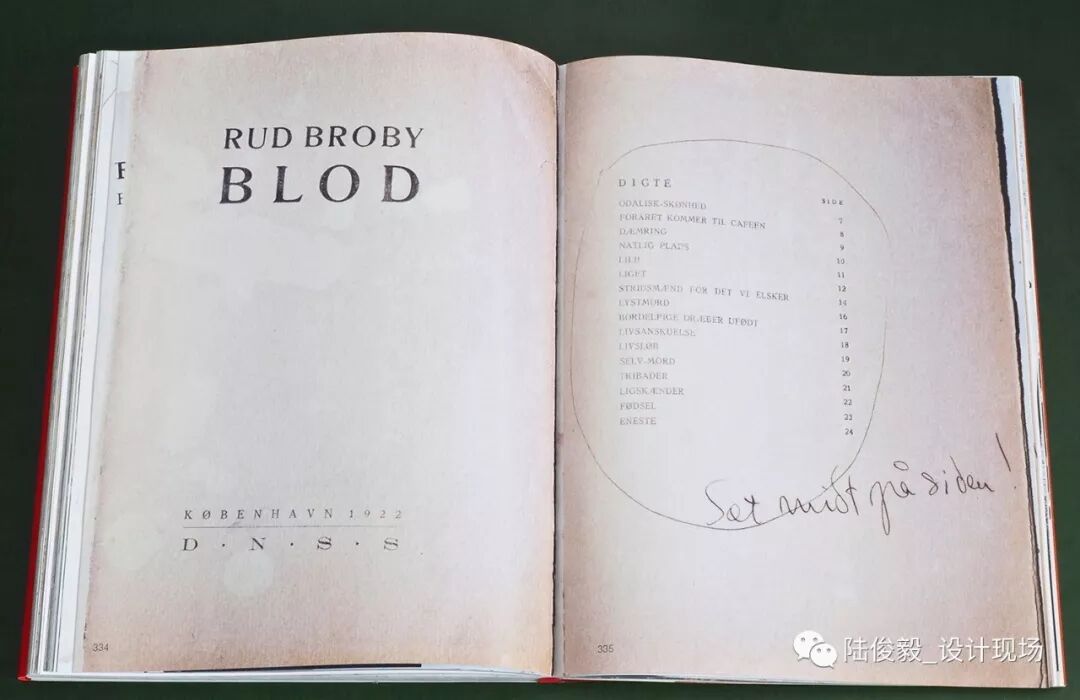 RUD BROBY
BLOD
KØBENHAVN 1922
D · N · S · S
334
DIGTE
SIDE
ODALISK-SKØNHED 7
FORARET KOMMER TIL CAFEEN 8
DÆMRING 9
NATLIG PLADS 10
11
LIGET 12
STRIDSMÆND FOR DET VI ELSKER 14
LYSTMORD 16
BORDELPIGE DRÆBER UFØDT 17
LIVSANSKUELSE 18
LIVSLØB 19
SELV-MORD 20
TRIBADER 21
LIGSKÆNDER 22
FØDSEL 23
ENESTE 24
Sæt midt på siden!
335
陆俊毅_设计现场